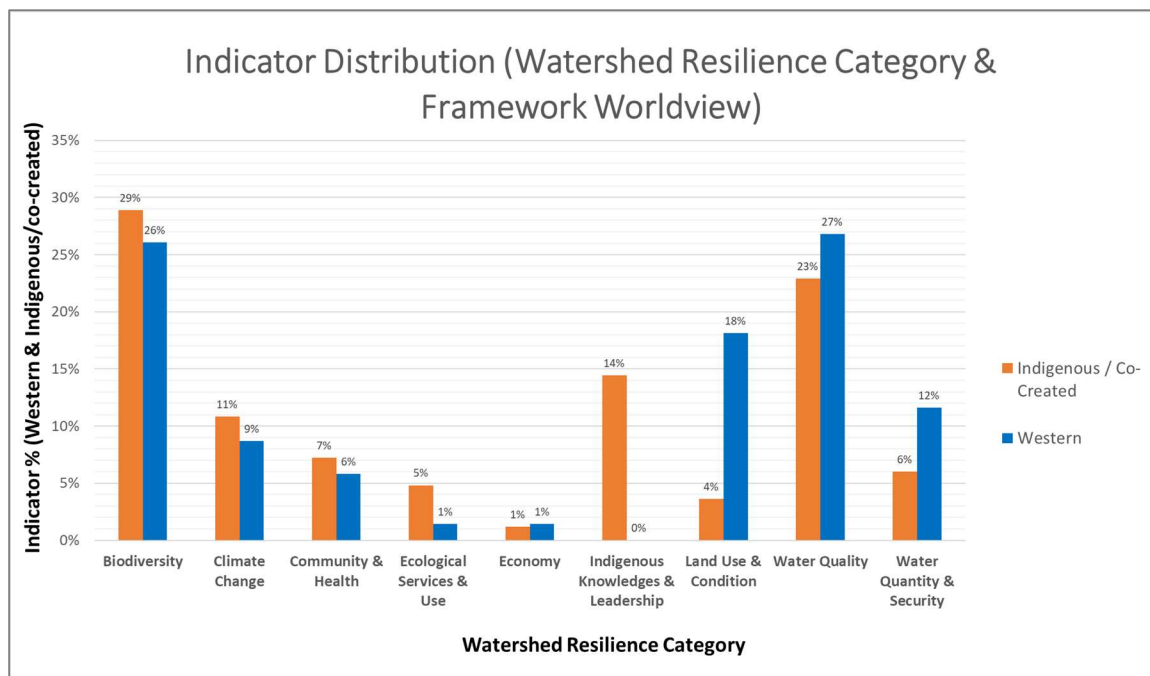 Indicator Distribution (Watershed Resilience Category &
Framework Worldview)
Indicator % (Western & Indigenous/co-created)
35%
30%
25%
20%
15%
10%
5%
0%
29%
26%
11%
9%
7%
6%
5%
1%
1%
1%
14%
0%
4%
18%
23%
27%
6%
12%
Biodiversity
Climate
Change
Community &
Health
Ecological
Services &
Use
Economy
Indigenous
Knowledges &
Leadership
Land Use &
Condition
Water Quality
Water
Quantity &
Security
Watershed Resilience Category
Indigenous / Co-
Created
Western